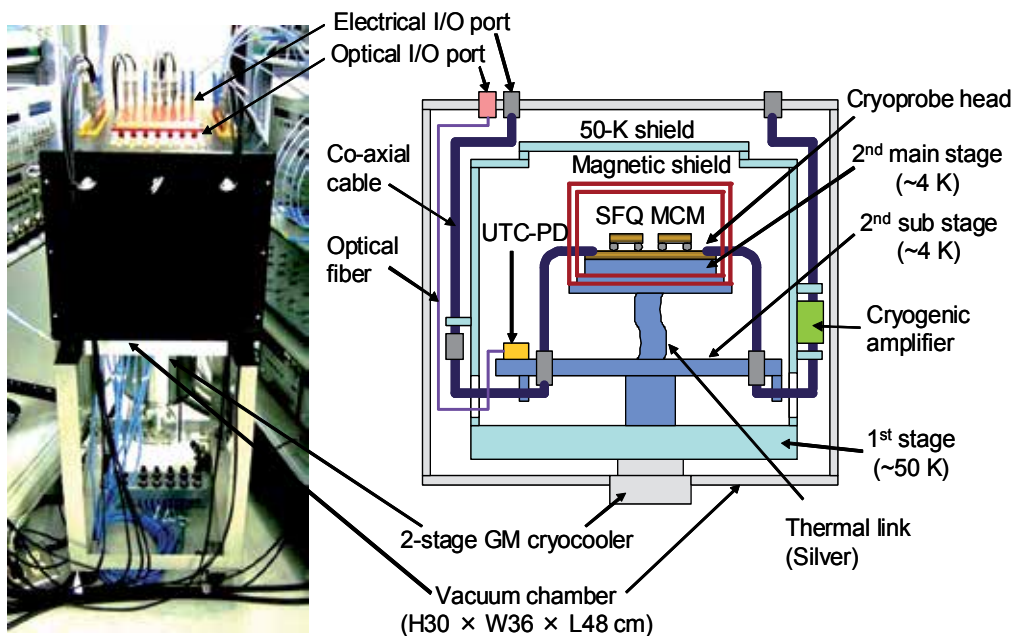 Electrical I/O port
Optical I/O port
Co-axial
cable
Optical
fiber
50-K shield
Magnetic shield
SFQ MCM
UTC-PD
Cryoprobe head
2nd main stage
(~4 K)
2nd sub stage
(~4 K)
Cryogenic
amplifier
1st stage
(~50 K)
Thermal link
(Silver)
2-stage GM cryocooler
Vacuum chamber
(H30 × W36 × L48 cm)